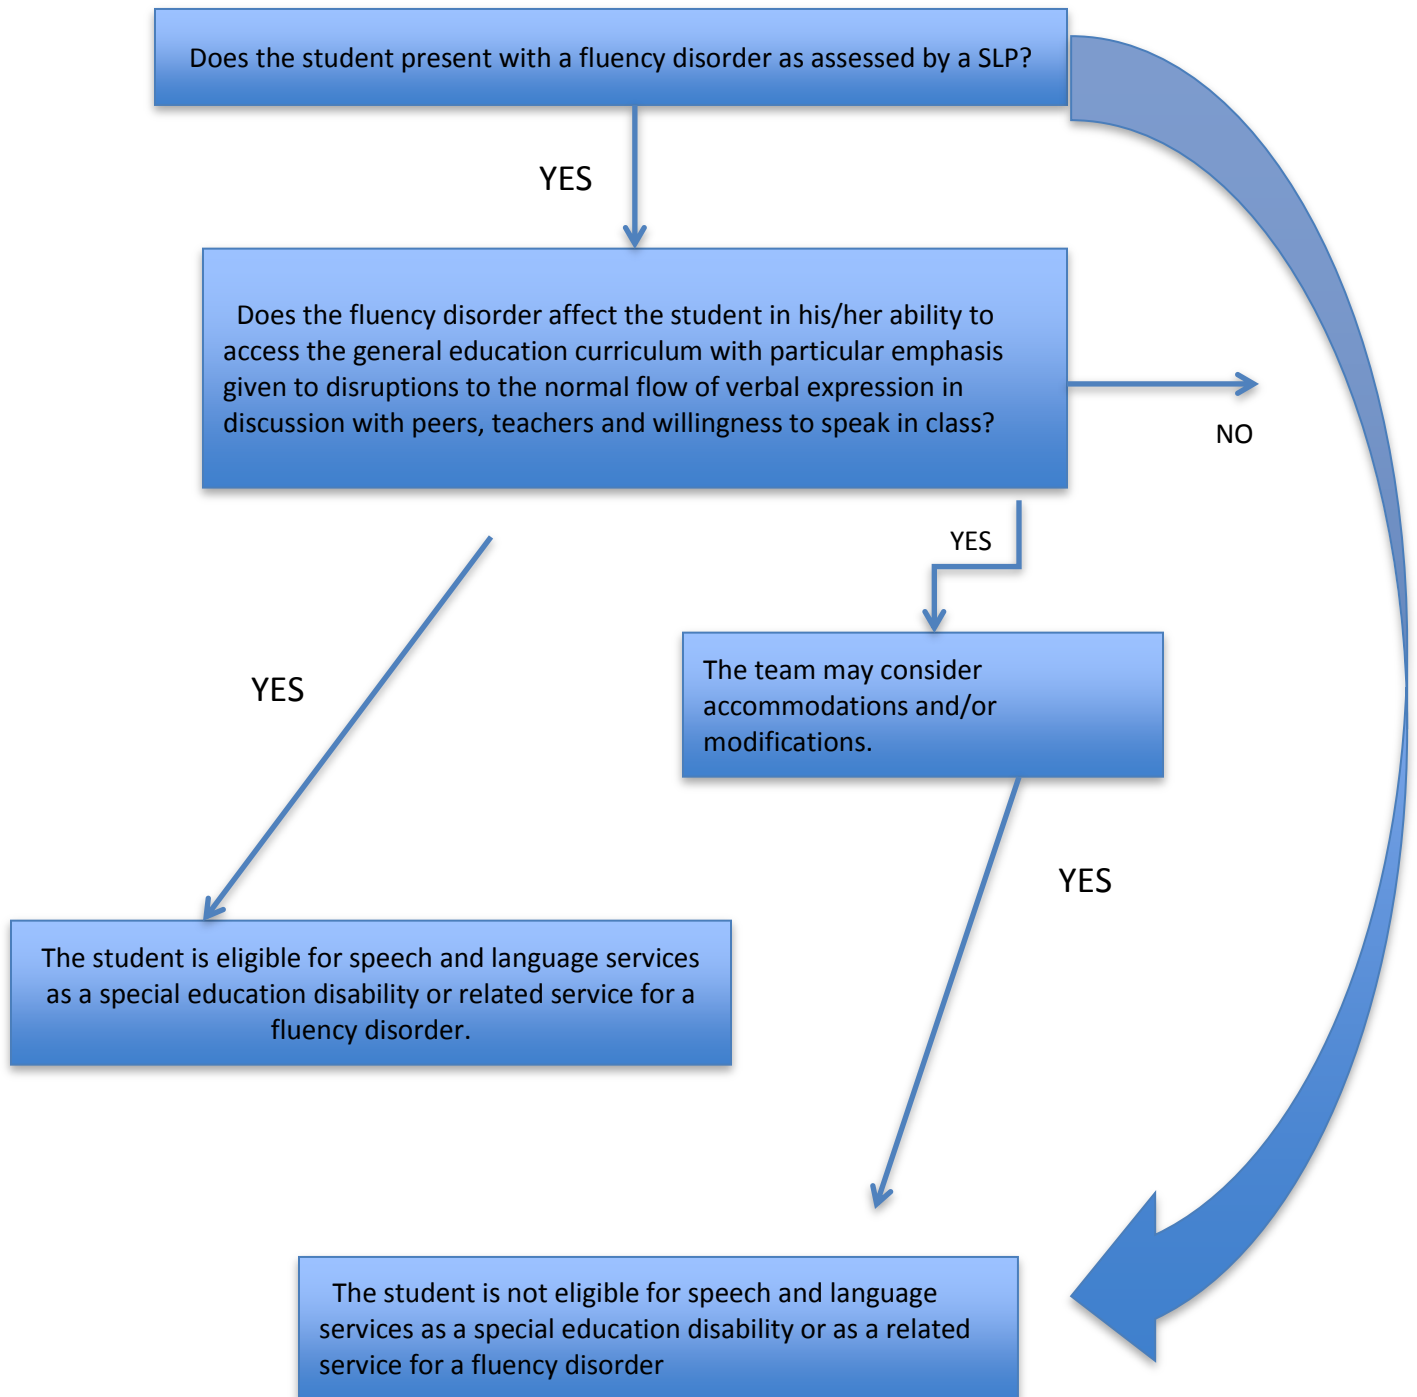 Does the student present with a fluency disorder as assessed by a SLP?
YES
Does the fluency disorder affect the student in his/her ability to
access the general education curriculum with particular emphasis
given to disruptions to the normal flow of verbal expression in
discussion with peers, teachers and willingness to speak in class?
NO
YES
The team may consider
accommodations and/or
modifications.
YES
YES
The student is eligible for speech and language services
as a special education disability or related service for a
fluency disorder.
The student is not eligible for speech and language
services as a special education disability or as a related
service for a fluency disorder